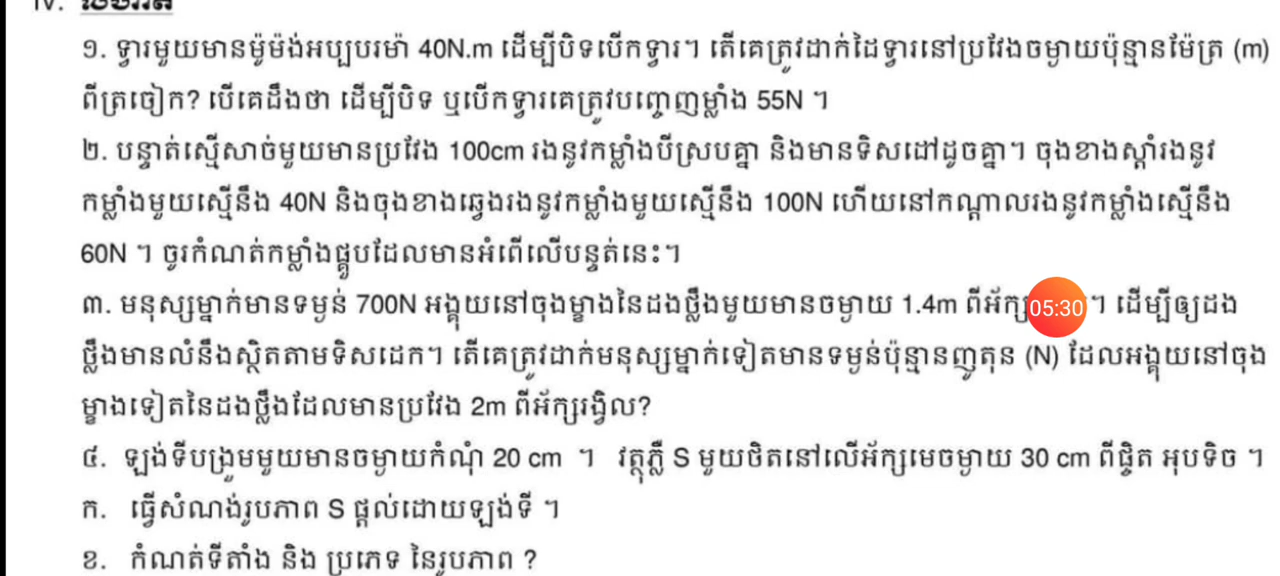 ១. ទ្វារមួយមានម៉ូម៉ង់អប្បបរមា៉ 40N.m ដើម្បីបិទបើកទ្វារ។ តើគេត្រូវដាក់ដៃទ្វារនៅប្រវែងចម្ងាយប៉ុន្មានម៉ែត្រ (m)
ពីត្រចៀក? បើគេដឹងថា ដើម្បីបិទ ឬបើកទ្វារគេត្រូវបញ្ចេញម្លាំង 55N ។
២. បន្ទាត់ស្មើសាច់មួយមានប្រវែង 100cm រងនូវកម្លាំងបីស្របគ្នា និងមានទិសដៅដូចគ្នា។ ចុងខាងស្តាំរងនូវ
កម្លាំងមួយស្មើនឹង 40N និងចុងខាងឆ្វេងរងនូវកម្លាំងមួយស្មើនឹង 100N ហើយនៅកណ្តាលរងនូវកម្លាំងស្មើនឹង
60N ។ ចូរកំណត់កម្លាំងផ្គួបដែលមានអំពើលើបន្ទត់នេះ។
៣. មនុស្សម្នាក់មានទម្ងន់ 700N អង្គុយនៅចុងម្ខាងនៃដងថ្លឹងមួយមានចម្ងាយ 1.4m ពីអ័ក្ស 05:30 ។ ដើម្បីឲ្យដង
ថ្លឹងមានលំនឹងស្ថិតតាមទិសដេក។ តើគេត្រូវដាក់មនុស្សម្នាក់ទៀតមានទម្ងន់ប៉ុន្មានញូតុន (N) ដែលអង្គុយនៅចុង
ម្ខាងទៀតនៃដងថ្លឹងដែលមានប្រវែង 2m ពីអ័ក្សរង្វិល?
៤. ឡង់ទីបង្រួមមួយមានចម្ងាយកំណុំ 20 cm ។ វត្ថុភ្លឺ S មួយឋិតនៅលើអ័ក្សមេចម្ងាយ 30 cm ពីផ្ចិត អុបទិច ។
ក. ធ្វើសំណង់រូបភាព S ផ្តល់ដោយឡង់ទី ។
ខ. កំណត់ទីតាំង និង ប្រភេទ នៃរូបភាព ?